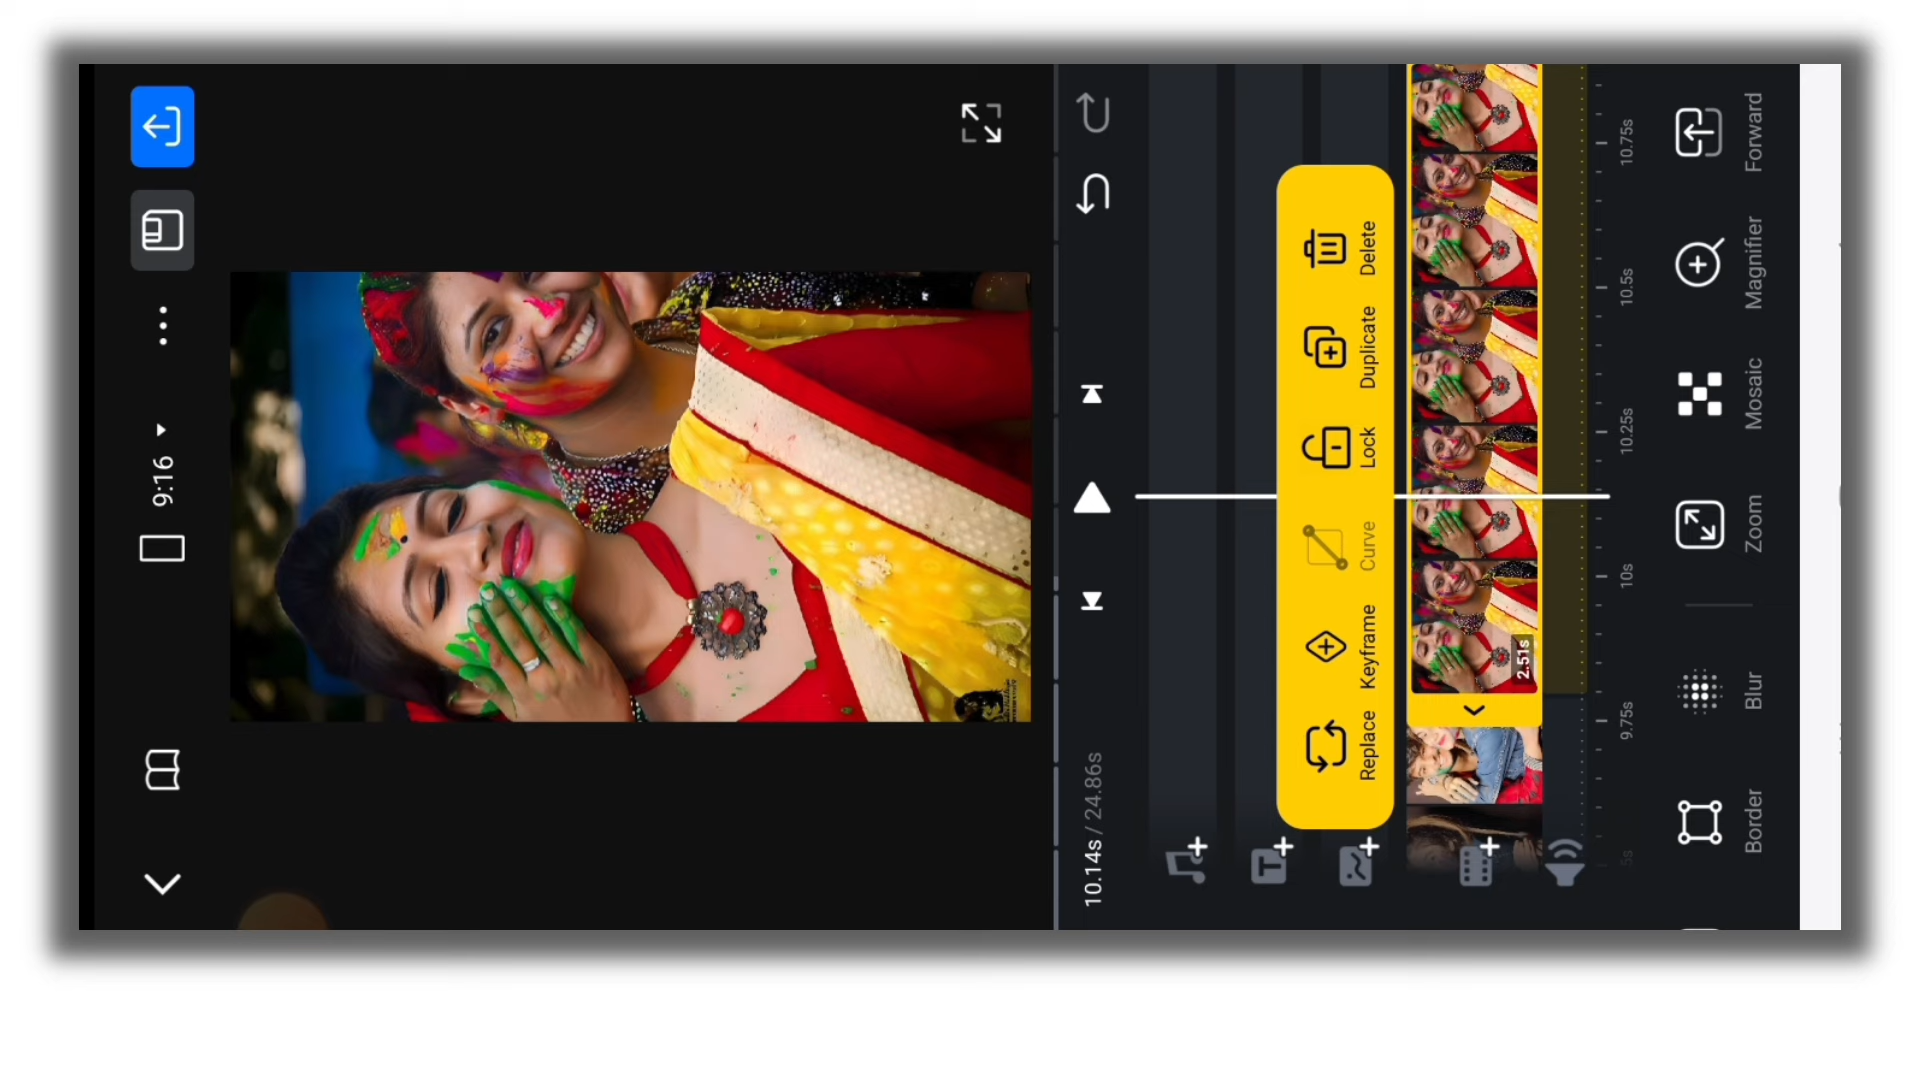 9:16
10.14s / 24.86s
Replace
Keyframe
Curve
Lock
Duplicate
Delete
2.51s
5s
9.75s
10s
10.25s
10.5s
10.75s
Border
Blur
Zoom
Mosaic
Magnifier
Forward